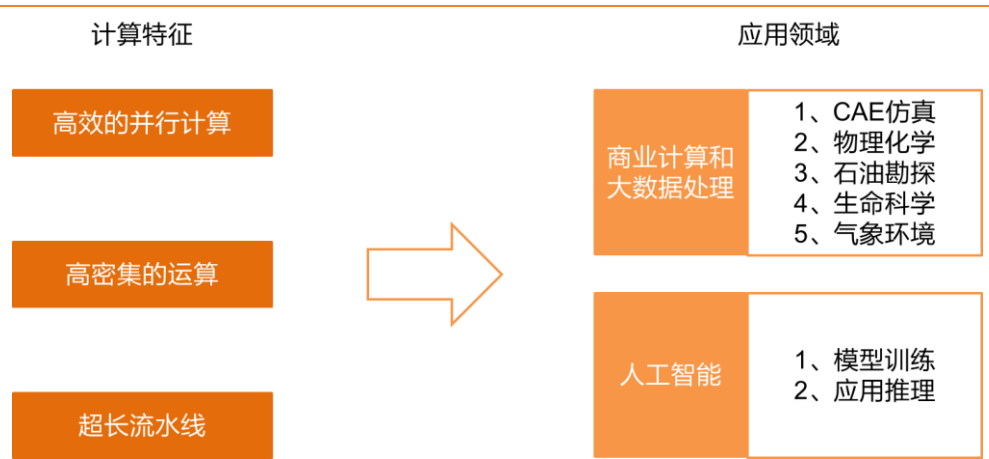 计算特征
高效的并行计算
高密集的运算
超长流水线
应用领域
商业计算和
大数据处理
1、CAE仿真
2、物理化学
3、石油勘探
4、生命科学
5、气象环境
人工智能
1、模型训练
2、应用推理